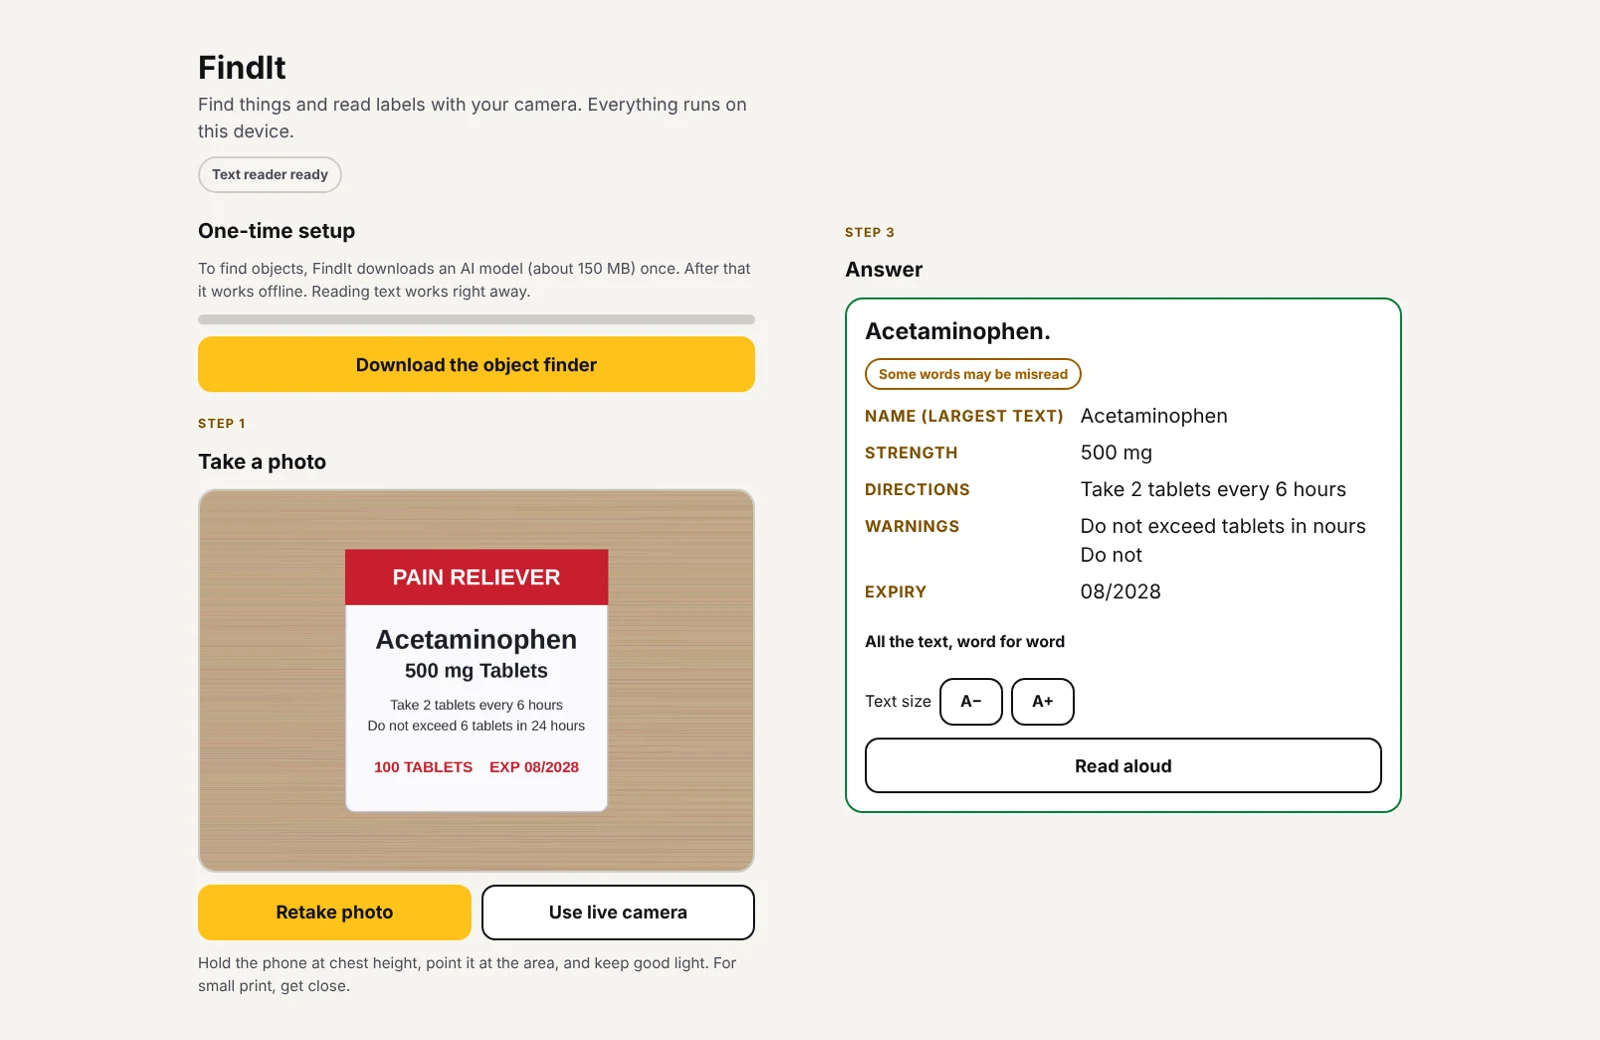 FindIt
Find things and read labels with your camera. Everything runs on
this device.
Text reader ready
One-time setup
To find objects, FindIt downloads an AI model (about 150 MB) once. After that
it works offline. Reading text works right away.
Download the object finder
STEP 1
Take a photo
PAIN RELIEVER
Acetaminophen
500 mg Tablets
Take 2 tablets every 6 hours
Do not exceed 6 tablets in 24 hours
100 TABLETS EXP 08/2028
Retake photo
Use live camera
Hold the phone at chest height, point it at the area, and keep good light. For
small print, get close.
STEP 3
Answer
Acetaminophen.
Some words may be misread
NAME (LARGEST TEXT) Acetaminophen
STRENGTH 500 mg
DIRECTIONS Take 2 tablets every 6 hours
WARNINGS Do not exceed tablets in nours
Do not
EXPIRY 08/2028
All the text, word for word
Text size A− A+
Read aloud